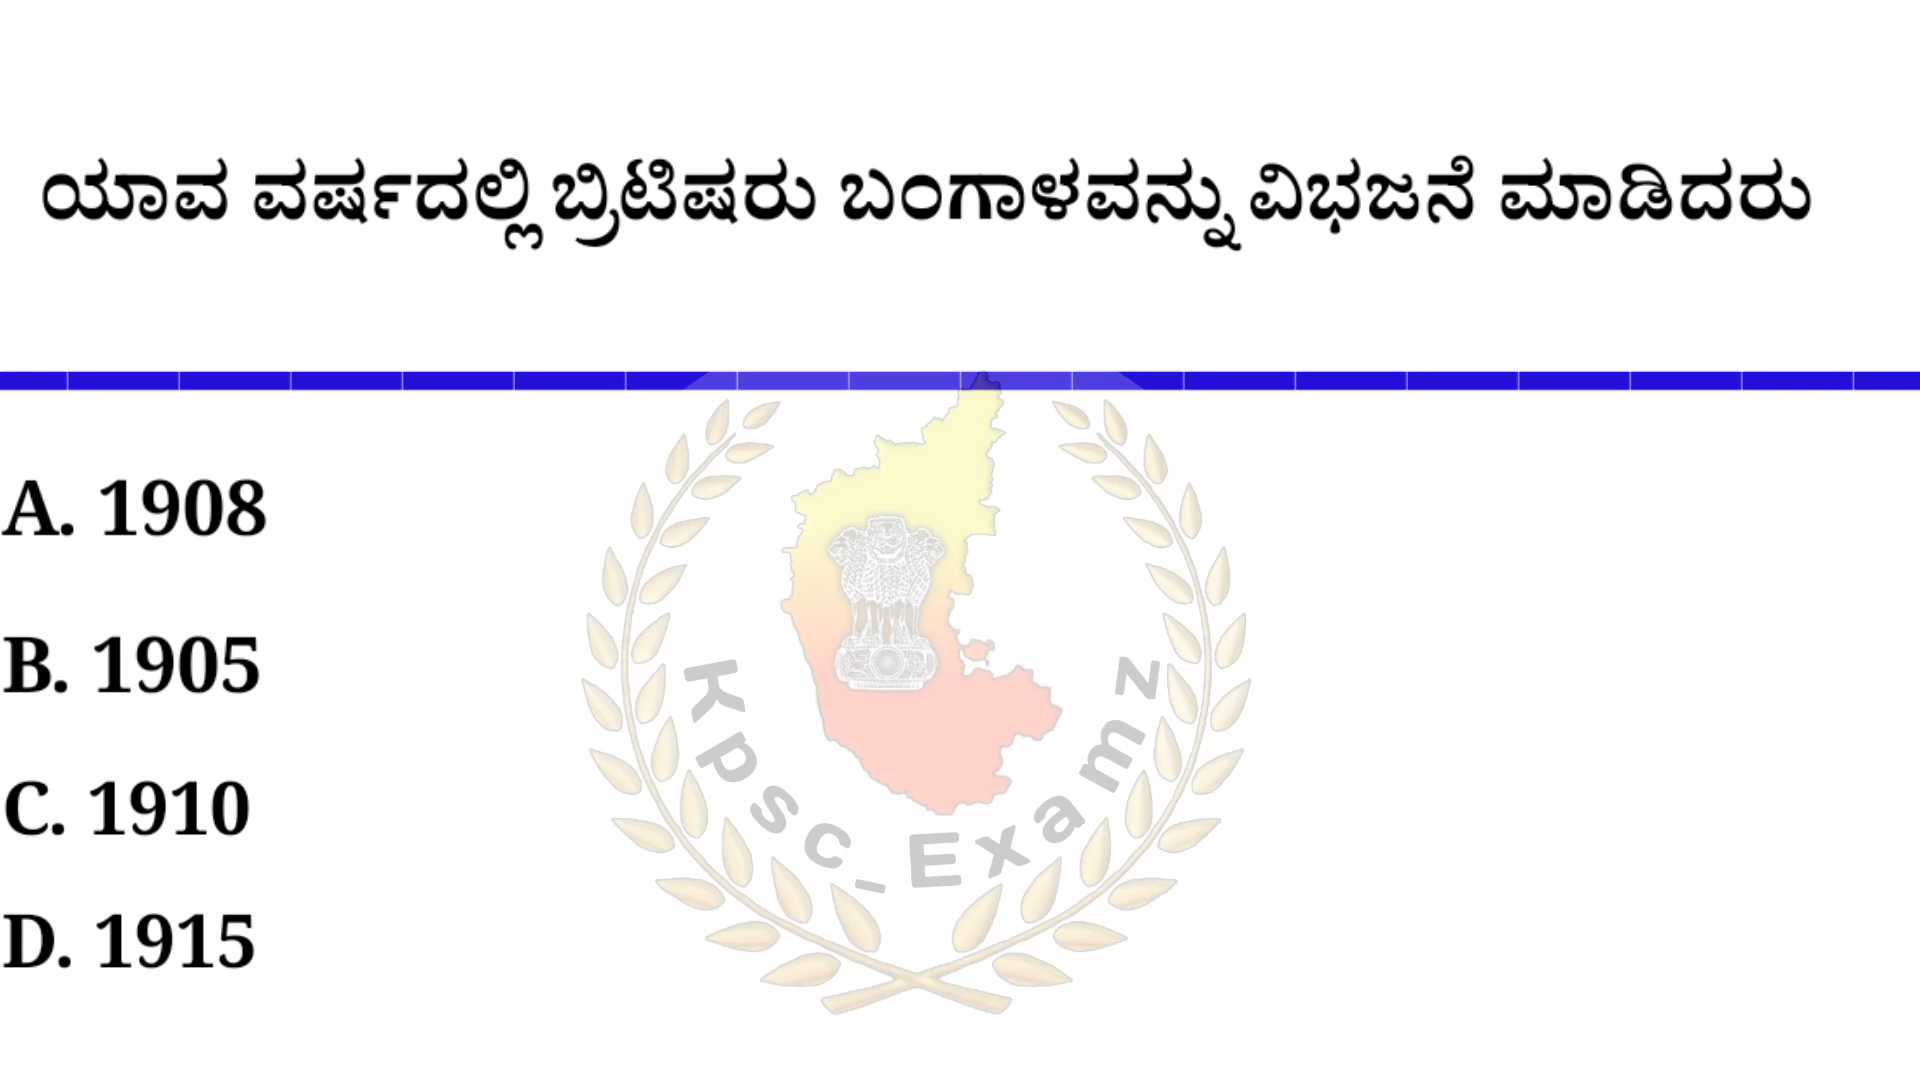 ಯಾವ ವರ್ಷದಲ್ಲಿ ಬ್ರಿಟಿಷರು ಬಂಗಾಳವನ್ನು ವಿಭಜನೆ ಮಾಡಿದರು
A. 1908
B. 1905
C. 1910
D. 1915
Kpsc_Examz